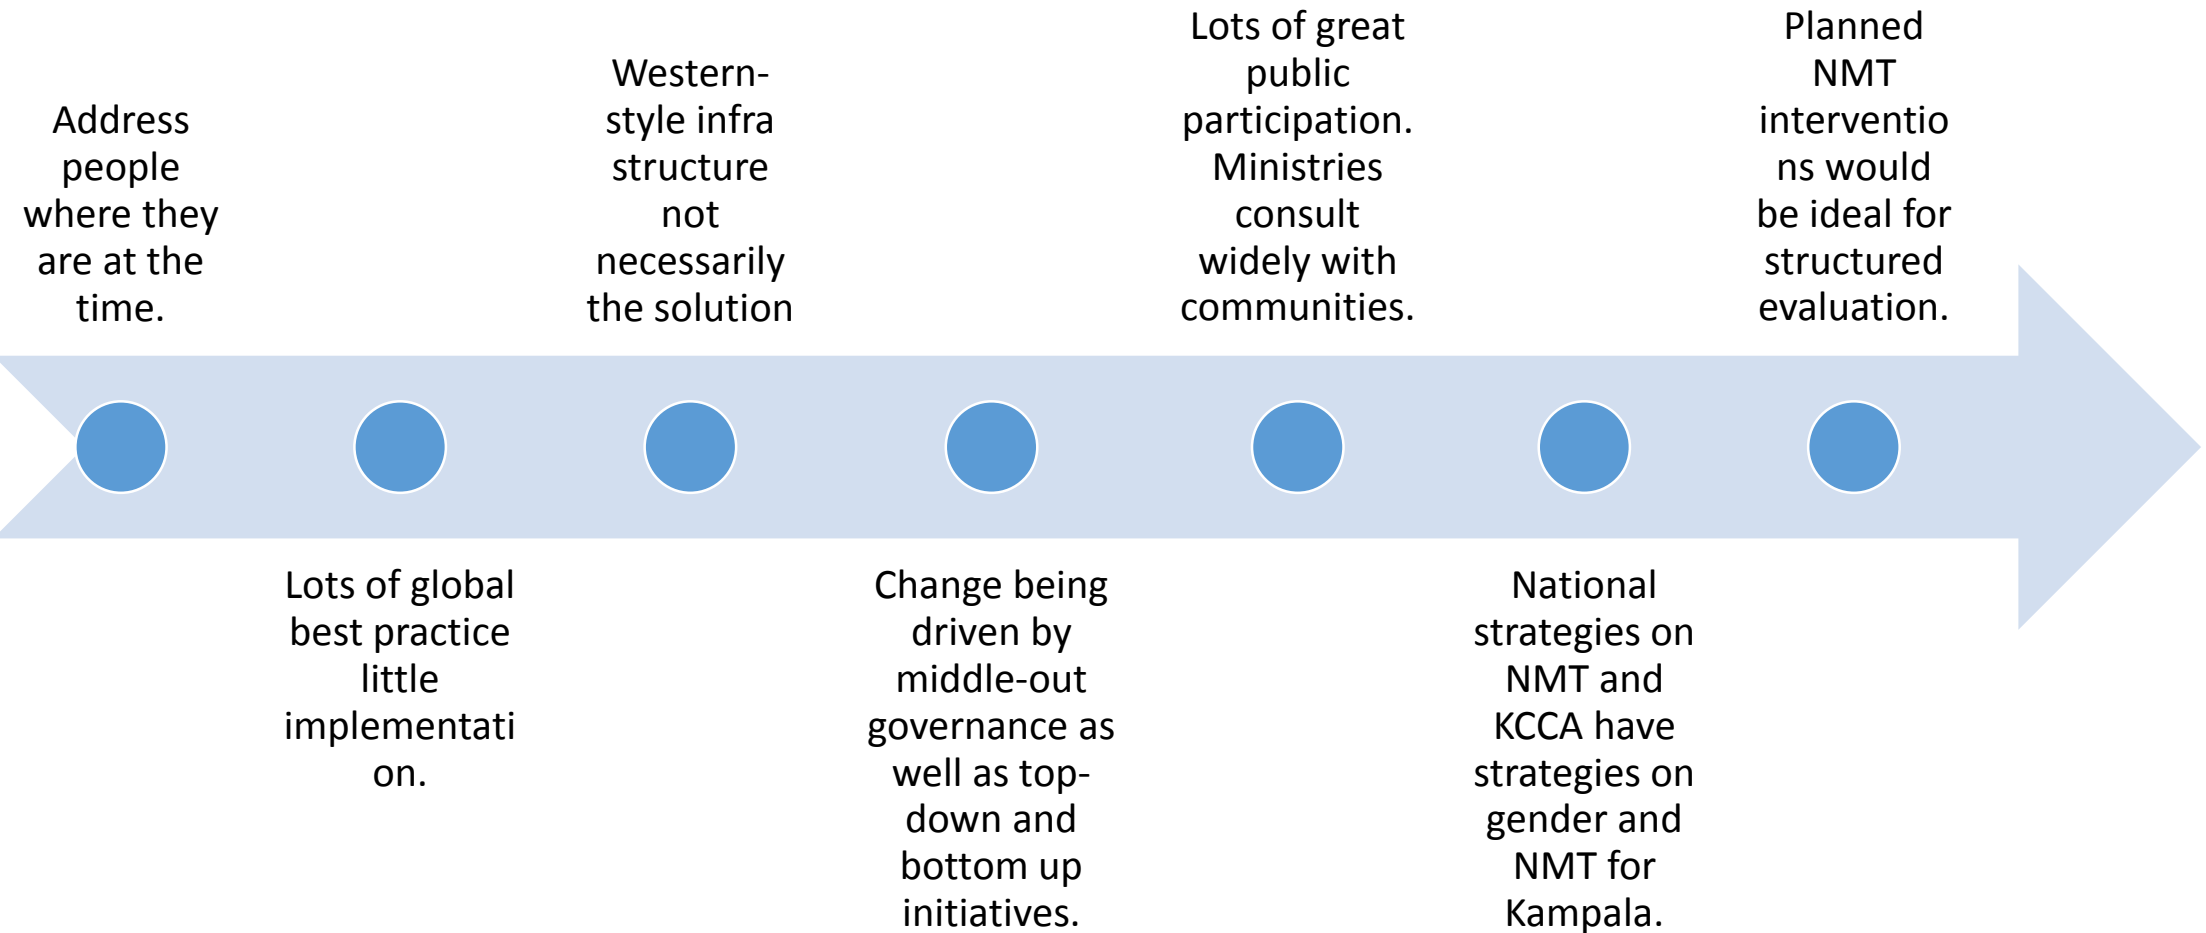 Address
people
where they
are at the
time.
Lots of global
best practice
little
implementati
on.
Western-
style infra
structure
not
necessarily
the solution
Change being
driven by
middle-out
governance as
well as top-
down and
bottom up
initiatives.
Lots of great
public
participation.
Ministries
consult
widely with
communities.
National
strategies on
NMT and
KCCA have
strategies on
gender and
NMT for
Kampala.
Planned
NMT
interventio
ns would
be ideal for
structured
evaluation.